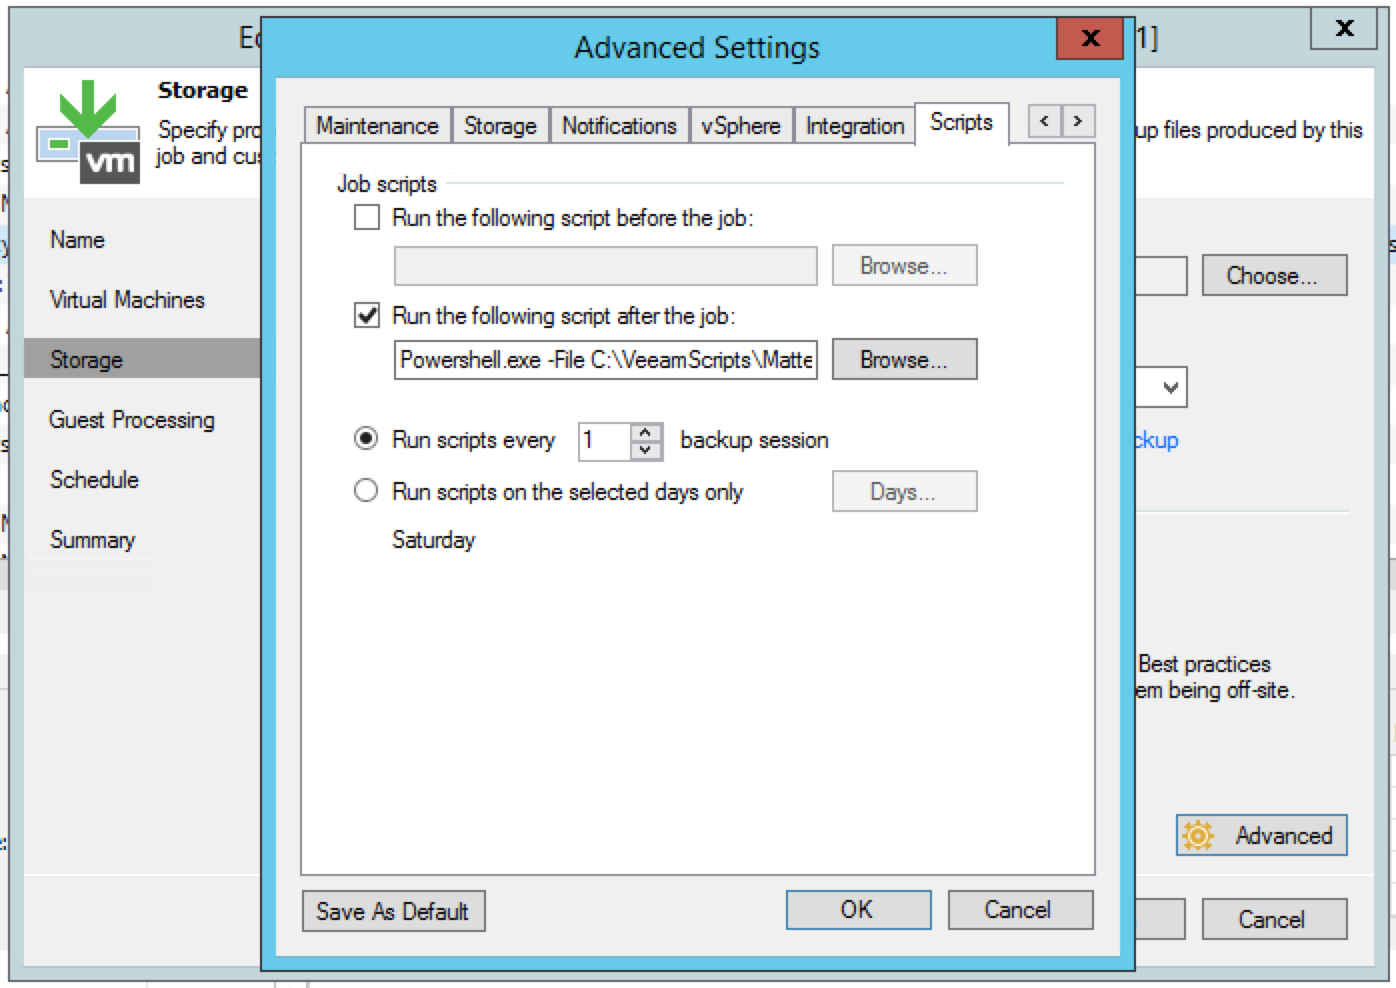 Advanced Settings
x
1]
x
Storage
Specify pro
job and cus
up files produced by this
vm
Maintenance
Storage
Notifications
vSphere
Integration
Scripts
<
>
Name
Virtual Machines
Storage
Guest Processing
Schedule
Summary
Job scripts
Run the following script before the job:
Browse...
Run the following script after the job:
Powershell.exe -File C:\VeeamScripts\Matte
Browse...
Run scripts every 1 backup session
Run scripts on the selected days only
Days...
Saturday
Choose...
ckup
Best practices
em being off-site.
Advanced
Save As Default
OK
Cancel
Cancel